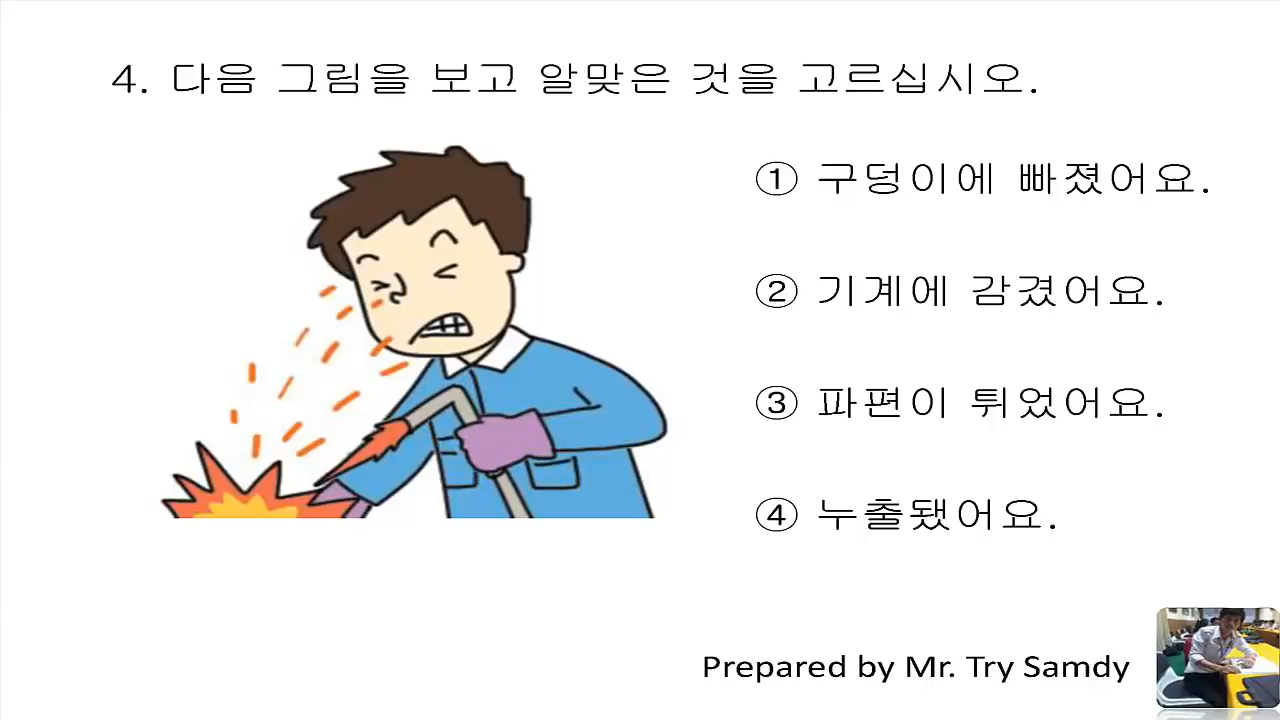 4. 다음 그림을 보고 알맞은 것을 고르십시오.
① 구덩이에 빠졌어요.
② 기계에 감겼어요.
③ 파편이 튀었어요.
④ 누출됐어요.
Prepared by Mr. Try Samdy